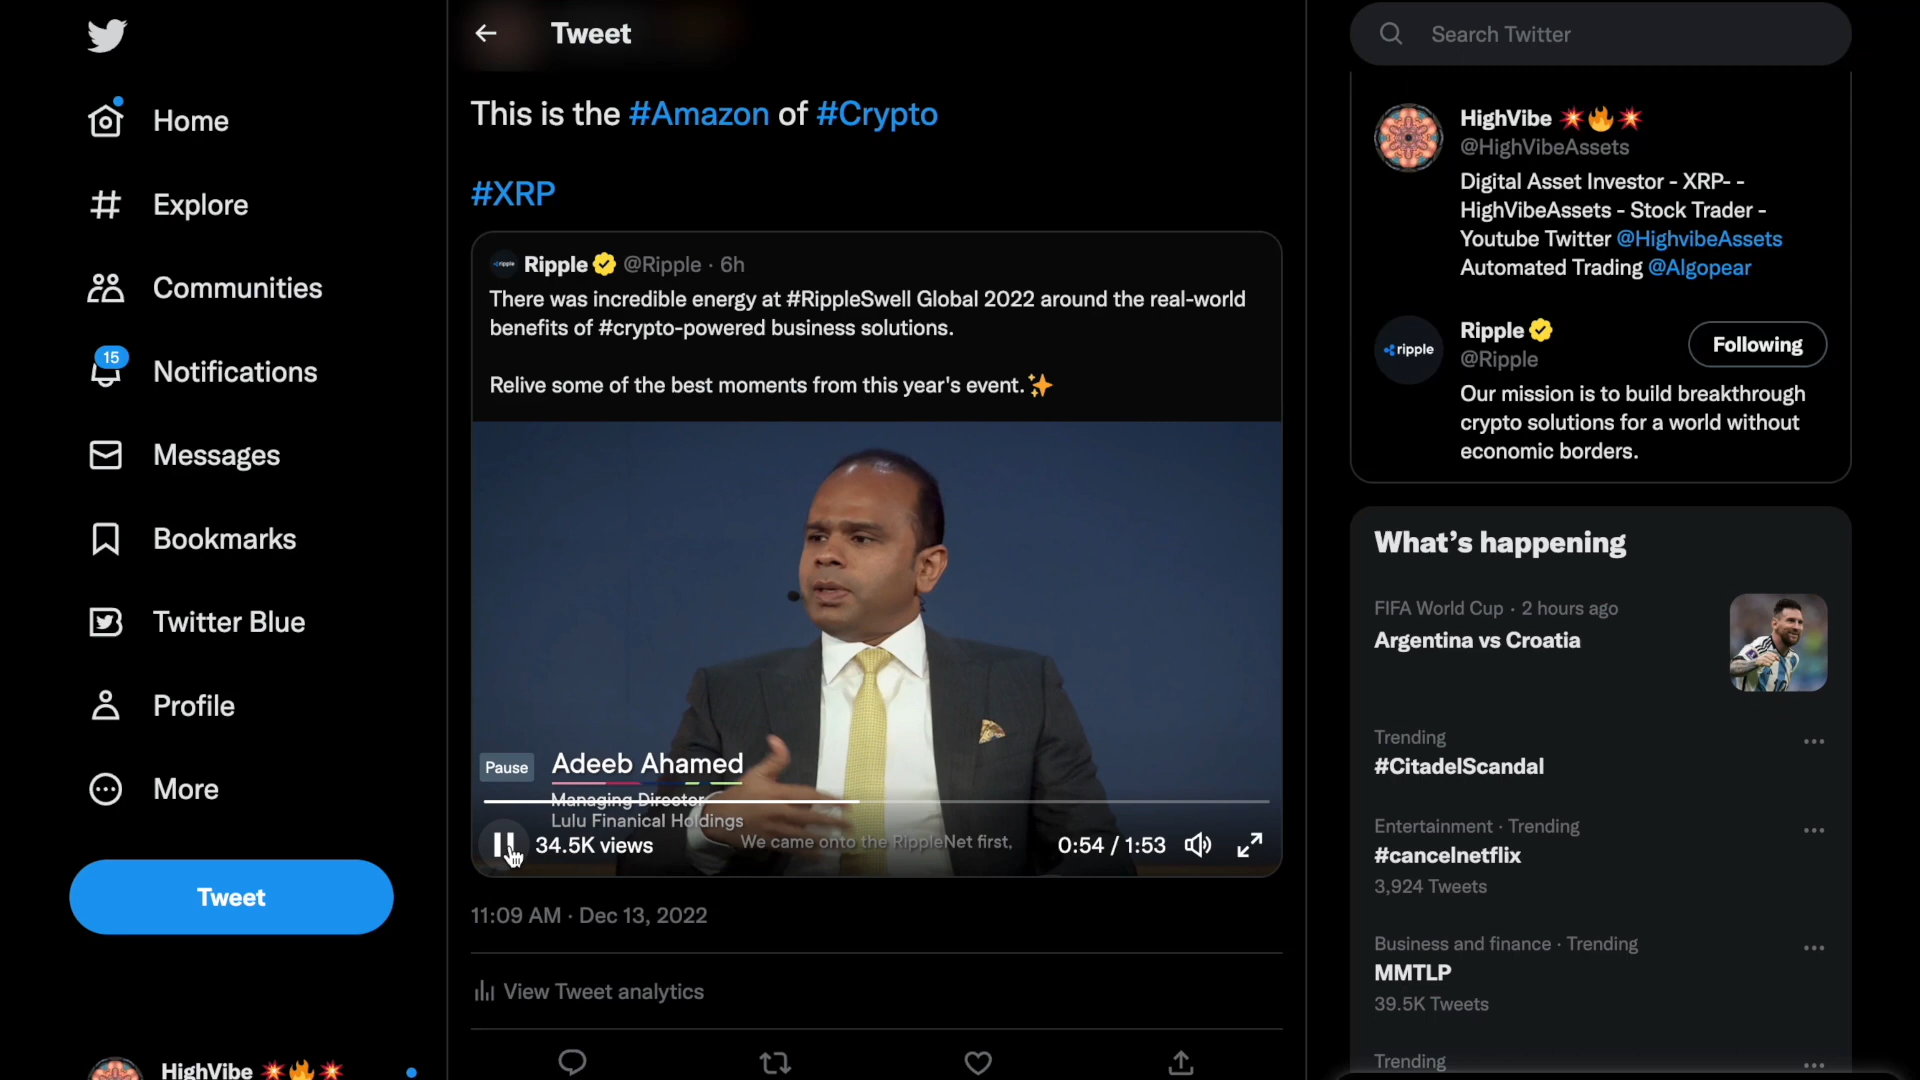 Home
Explore
Communities
15
Notifications
Messages
Bookmarks
Twitter Blue
Profile
More
Tweet
HighVibe
Tweet
This is the #Amazon of #Crypto
#XRP
ripple
Ripple @Ripple · 6h
There was incredible energy at #RippleSwell Global 2022 around the real-world
benefits of #crypto-powered business solutions.
Relive some of the best moments from this year's event.
Pause
Adeeb Ahamed
Managing Director
Lulu Finanical Holdings
34.5K views
We came onto the RippleNet first,
0:54 / 1:53
11:09 AM · Dec 13, 2022
View Tweet analytics
Search Twitter
HighVibe
@HighVibeAssets
Digital Asset Investor - XRP- -
HighVibeAssets - Stock Trader -
Youtube Twitter @HighvibeAssets
Automated Trading @Algopear
ripple
Ripple
@Ripple
Following
Our mission is to build breakthrough
crypto solutions for a world without
economic borders.
What's happening
FIFA World Cup · 2 hours ago
Argentina vs Croatia
Trending
#CitadelScandal
Entertainment · Trending
#cancelnetflix
3,924 Tweets
Business and finance · Trending
MMTLP
39.5K Tweets
Trending